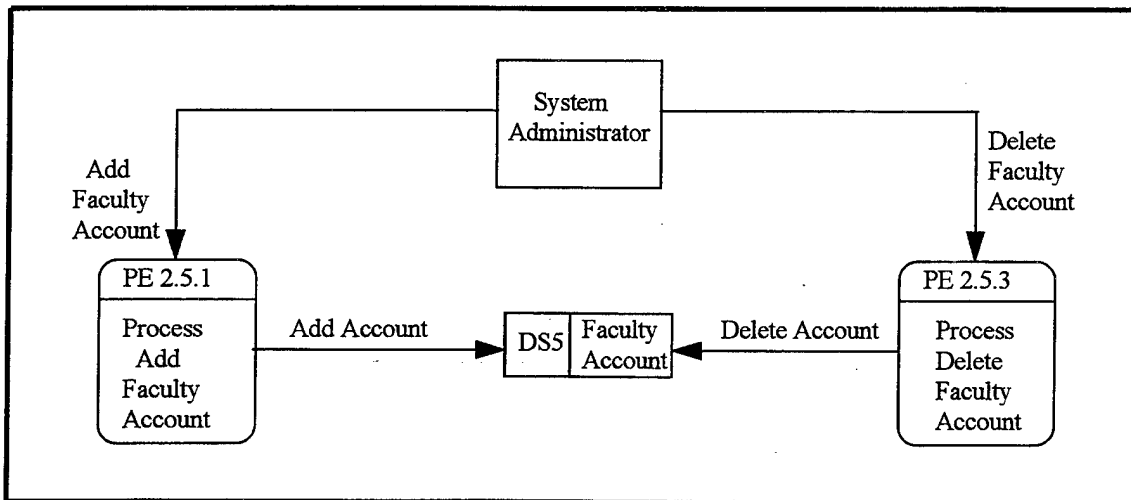 System
Administrator
Add
Faculty
Account
Delete
Faculty
Account
PE 2.5.1
Process
Add
Faculty
Account
Add Account
DS5
Faculty
Account
Delete Account
PE 2.5.3
Process
Delete
Faculty
Account